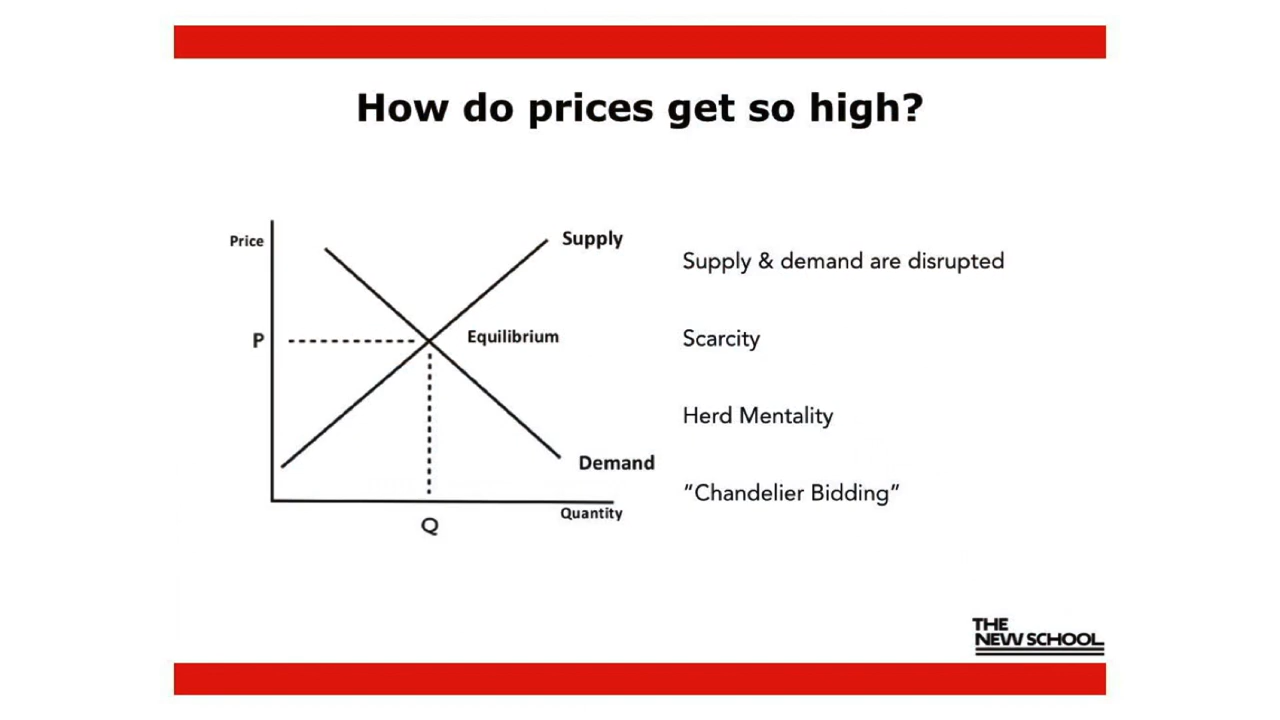 How do prices get so high?
Price
Supply
Supply & demand are disrupted
P
Equilibrium
Scarcity
Herd Mentality
Demand
"Chandelier Bidding"
Quantity
Q
THE
NEW SCHOOL